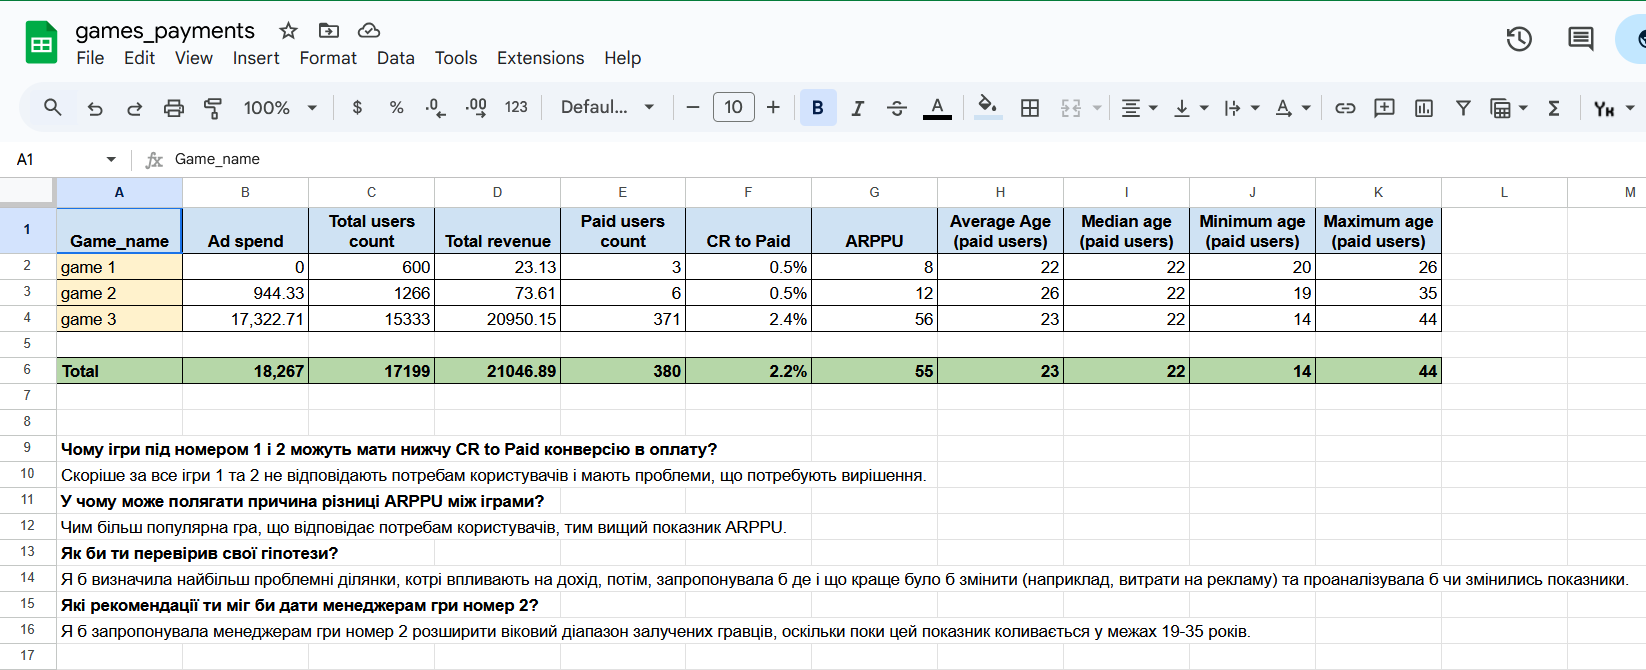 games_payments
File Edit View Insert Format Data Tools Extensions Help
100% $ % .0 .00 123 Defaul... 10 B I A
A1 fx Game_name
A B C D E F G H I J K L M
1 Game_name Ad spend Total users count Total revenue Paid users count CR to Paid ARPPU Average Age (paid users) Median age (paid users) Minimum age (paid users) Maximum age (paid users)
2 game 1 0 600 23.13 3 0.5% 8 22 22 20 26
3 game 2 944.33 1266 73.61 6 0.5% 12 26 22 19 35
4 game 3 17,322.71 15333 20950.15 371 2.4% 56 23 22 14 44
5
6 Total 18,267 17199 21046.89 380 2.2% 55 23 22 14 44
7
8
9 Чому ігри під номером 1 і 2 можуть мати нижчу CR to Paid конверсію в оплату?
10 Скоріше за все ігри 1 та 2 не відповідають потребам користувачів і мають проблеми, що потребують вирішення.
11 У чому може полягати причина різниці ARPPU між іграми?
12 Чим більш популярна гра, що відповідає потребам користувачів, тим вищий показник ARPPU.
13 Як би ти перевірив свої гіпотези?
14 Я б визначила найбільш проблемні ділянки, котрі впливають на дохід, потім, запропонувала б де і що краще було б змінити (наприклад, витрати на рекламу) та проаналізувала б чи змінились показники.
15 Які рекомендації ти міг би дати менеджерам гри номер 2?
16 Я б запропонувала менеджерам гри номер 2 розширити віковий діапазон залучених гравців, оскільки поки цей показник коливається у межах 19-35 років.
17